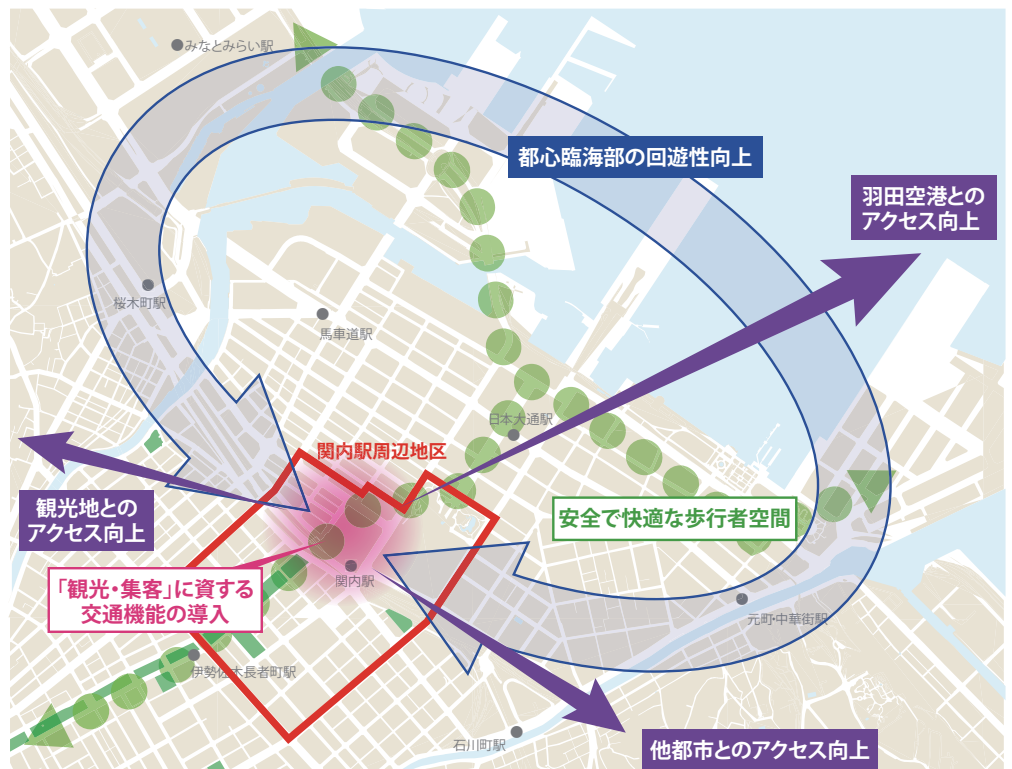 みなとみらい駅
都心臨海部の回遊性向上
羽田空港との
アクセス向上
桜木町駅
馬車道駅
日本大通駅
関内駅周辺地区
観光地との
アクセス向上
安全で快適な歩行者空間
「観光・集客」に資する
交通機能の導入
関内駅
元町・中華街駅
伊勢佐木長者町駅
石川町駅
他都市とのアクセス向上